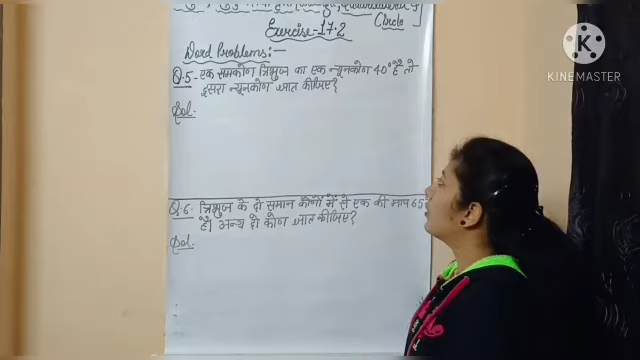 Circle
Exercise-17.2
Word Problems:-
Q.5- एक समकोण त्रिभुज का एक न्यूनकोण 40° है तो
दूसरा न्यूनकोण ज्ञात कीजिए?
Sol.
Q.6. त्रिभुज के दो समान कोणों में से एक की माप 65°
है। अन्य दो कोण ज्ञात कीजिए?
Sol.
KINEMASTER